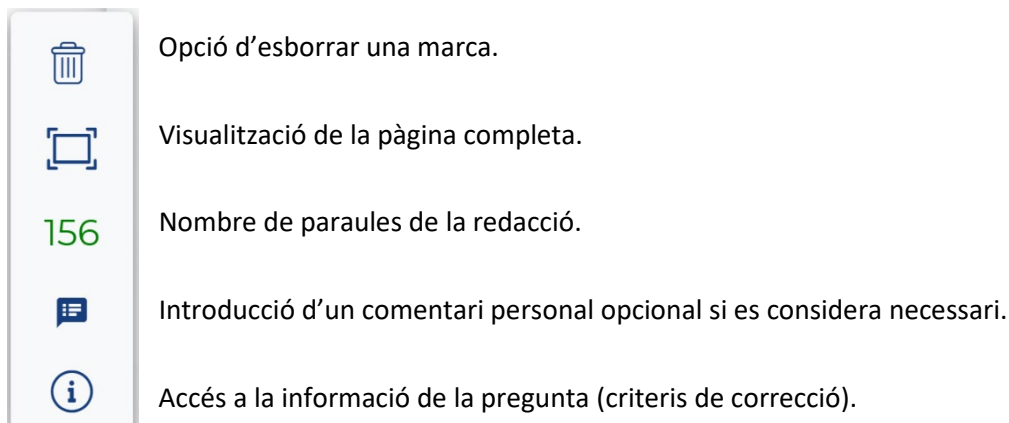 Opció d’esborrar una marca.
Visualització de la pàgina completa.
156 Nombre de paraules de la redacció.
Introducció d’un comentari personal opcional si es considera necessari.
Accés a la informació de la pregunta (criteris de correcció).